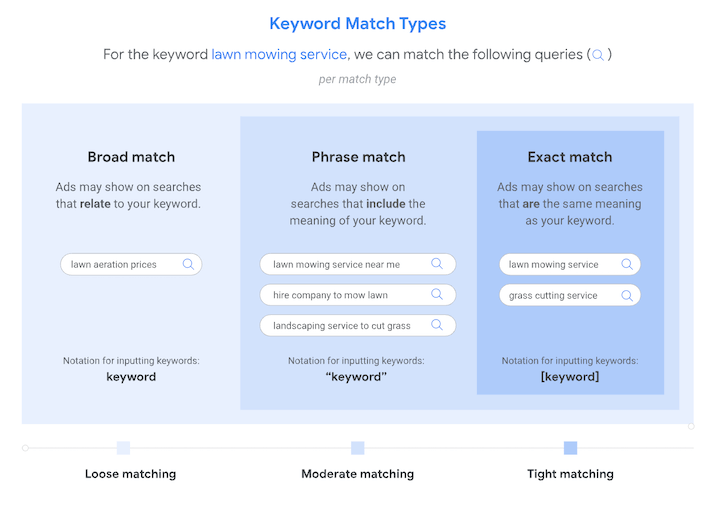 Keyword Match Types
For the keyword lawn mowing service, we can match the following queries ( )
per match type
Broad match
Ads may show on searches
that relate to your keyword.
lawn aeration prices
Notation for inputting keywords:
keyword
Phrase match
Ads may show on
searches that include the
meaning of your keyword.
lawn mowing service near me
hire company to mow lawn
landscaping service to cut grass
Notation for inputting keywords:
“keyword”
Exact match
Ads may show on searches
that are the same meaning
as your keyword.
lawn mowing service
grass cutting service
Notation for inputting keywords:
[keyword]
Loose matching
Moderate matching
Tight matching